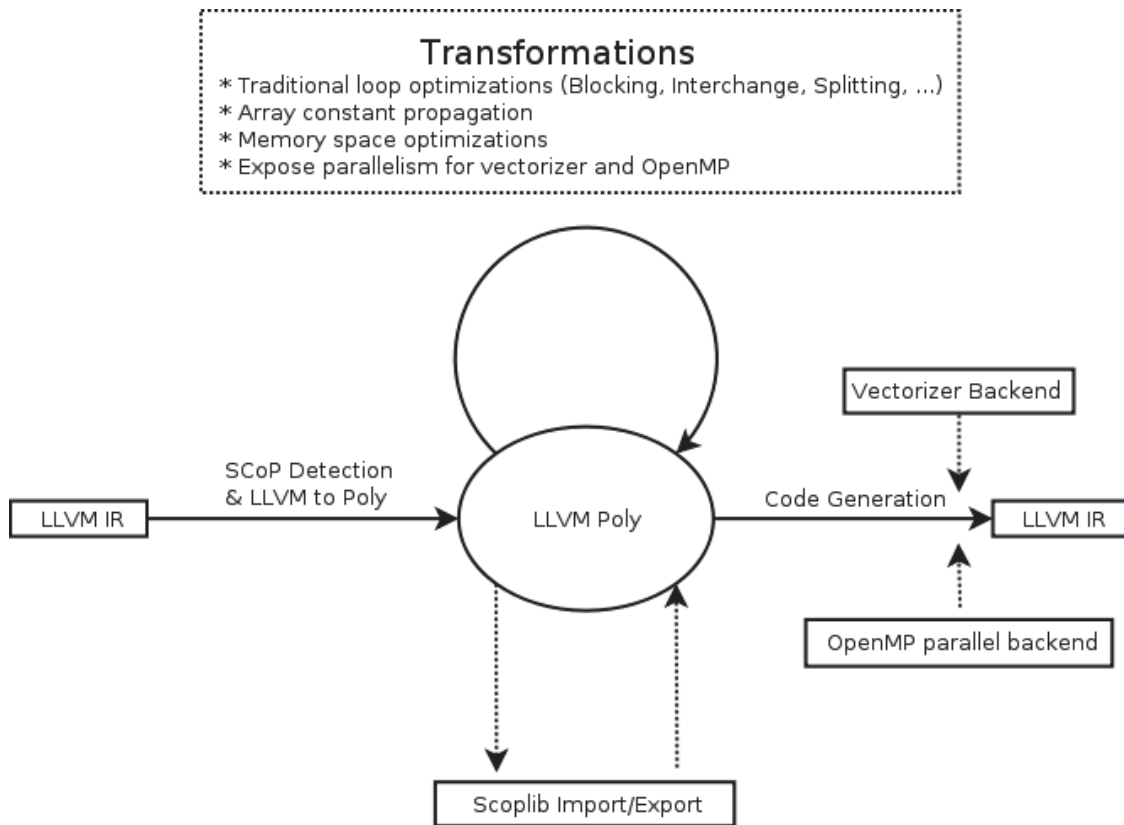 Transformations
* Traditional loop optimizations (Blocking, Interchange, Splitting, ...)
* Array constant propagation
* Memory space optimizations
* Expose parallelism for vectorizer and OpenMP
Vectorizer Backend
SCoP Detection
& LLVM to Poly
Code Generation
LLVM IR
LLVM Poly
LLVM IR
OpenMP parallel backend
Scoplib Import/Export